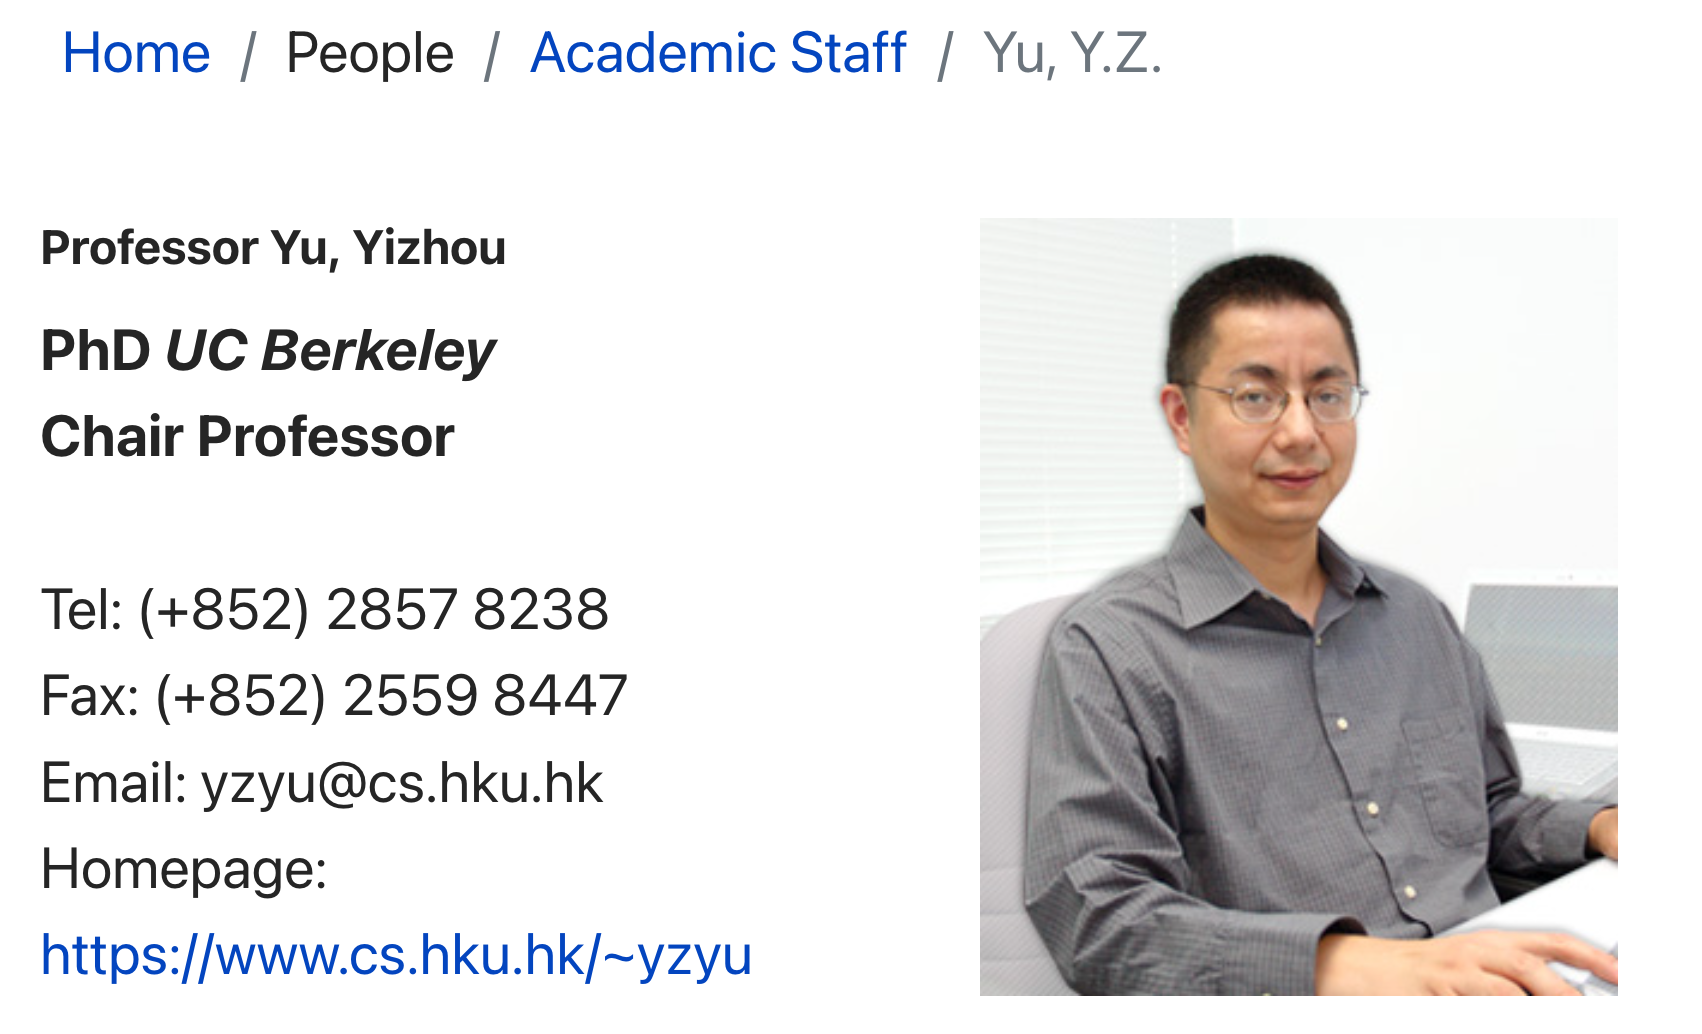 Home / People / Academic Staff / Yu, Y.Z.
Professor Yu, Yizhou
PhD UC Berkeley
Chair Professor
Tel: (+852) 2857 8238
Fax: (+852) 2559 8447
Email: yzyu@cs.hku.hk
Homepage:
https://www.cs.hku.hk/~yzyu